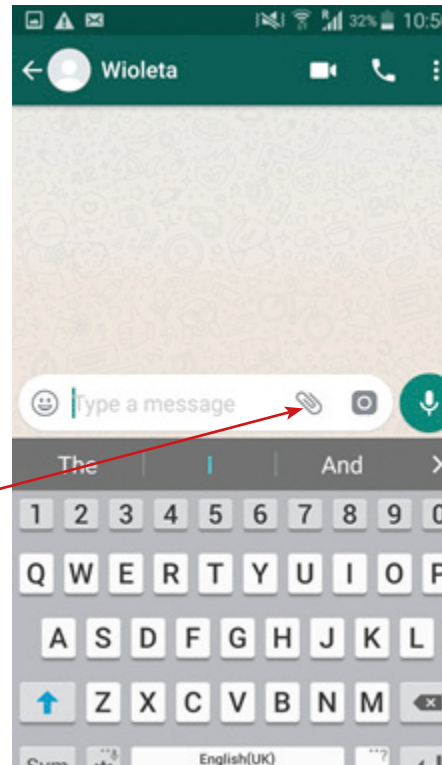 32% 10:5
Wioleta
Type a message
The i And
1 2 3 4 5 6 7 8 9 0
Q W E R T Y U I O P
A S D F G H J K L
Z X C V B N M
Sym English(UK)